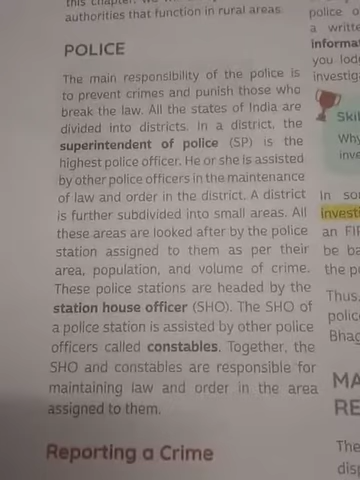 this chapter, we
authorities that function in rural areas.
POLICE
The main responsibility of the police is
to prevent crimes and punish those who
break the law. All the states of India are
divided into districts. In a district, the
superintendent of police (SP) is the
highest police officer. He or she is assisted
by other police officers in the maintenance
of law and order in the district. A district
is further subdivided into small areas. All
these areas are looked after by the police
station assigned to them as per their
area, population, and volume of crime.
These police stations are headed by the
station house officer (SHO). The SHO of
a police station is assisted by other police
officers called constables. Together, the
SHO and constables are responsible for
maintaining law and order in the area
assigned to them.
Reporting a Crime
police o
a writte
informa
you lod
investiga
Skil
Why
inve
In so
investi
an FIR
be ba
the p
Thus,
police
Bhag
MA
RE
The
disp